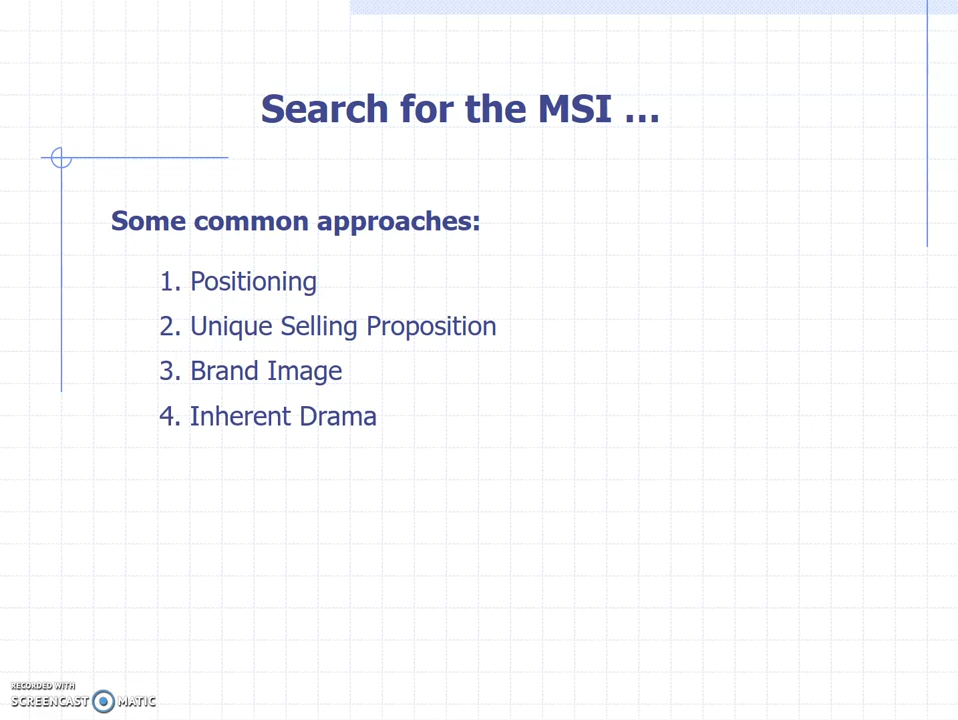 Search for the MSI ...
Some common approaches:
1. Positioning
2. Unique Selling Proposition
3. Brand Image
4. Inherent Drama
RECORDED WITH
SCREENCAST MATIC